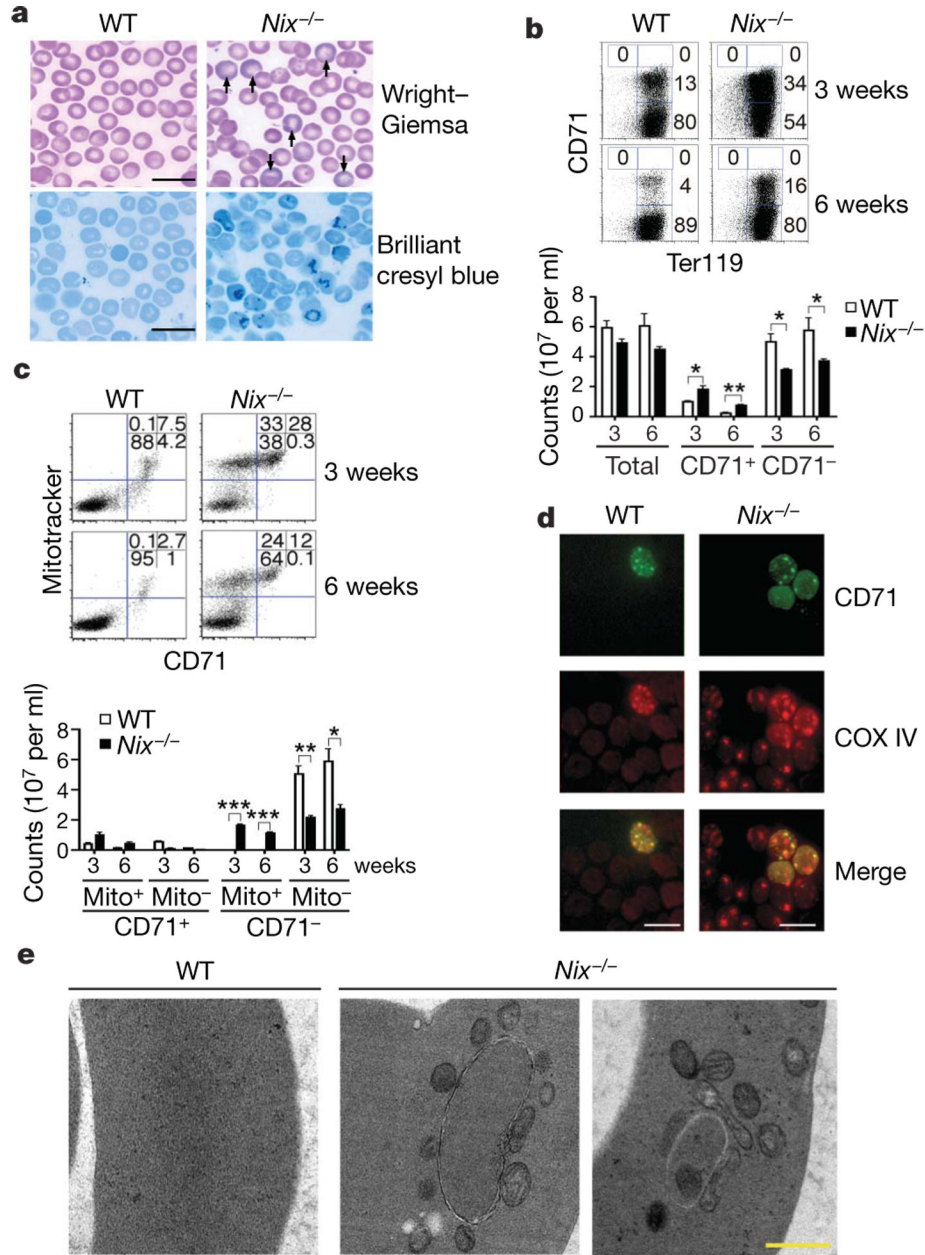 a
WT Nix–/–
Wright–
Giemsa
Brilliant
cresyl blue
b
WT Nix–/–
0 0 0 0
13 34
80 54
3 weeks
0 0 0 0
4 16
89 80
6 weeks
CD71
Ter119
Counts (10⁷ per ml)
8
6
4
2
0
* ** * *
WT
Nix–/–
3 6 3 6 3 6
Total CD71⁺ CD71⁻
c
WT Nix–/–
0.1 7.5 33 28
88 4.2 38 0.3
3 weeks
0.1 2.7 24 12
95 1 64 0.1
6 weeks
Mitotracker
CD71
WT
Nix–/–
Counts (10⁷ per ml)
8
6
4
2
0
*** *** ** *
3 6 3 6 3 6 3 6 weeks
Mito⁺ Mito⁻ Mito⁺ Mito⁻
CD71⁺ CD71⁻
d
WT Nix–/–
CD71
COX IV
Merge
e
WT Nix–/–